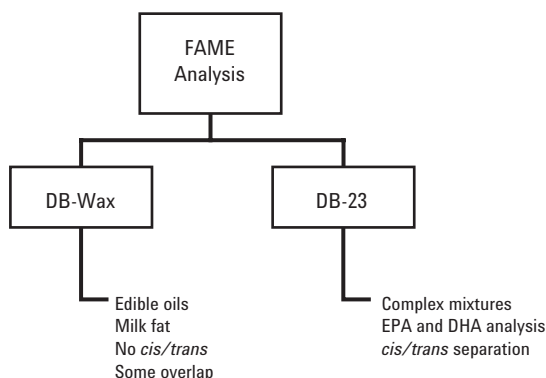 FAME
Analysis
DB-Wax
DB-23
Edible oils
Milk fat
No cis/trans
Some overlap
Complex mixtures
EPA and DHA analysis
cis/trans separation